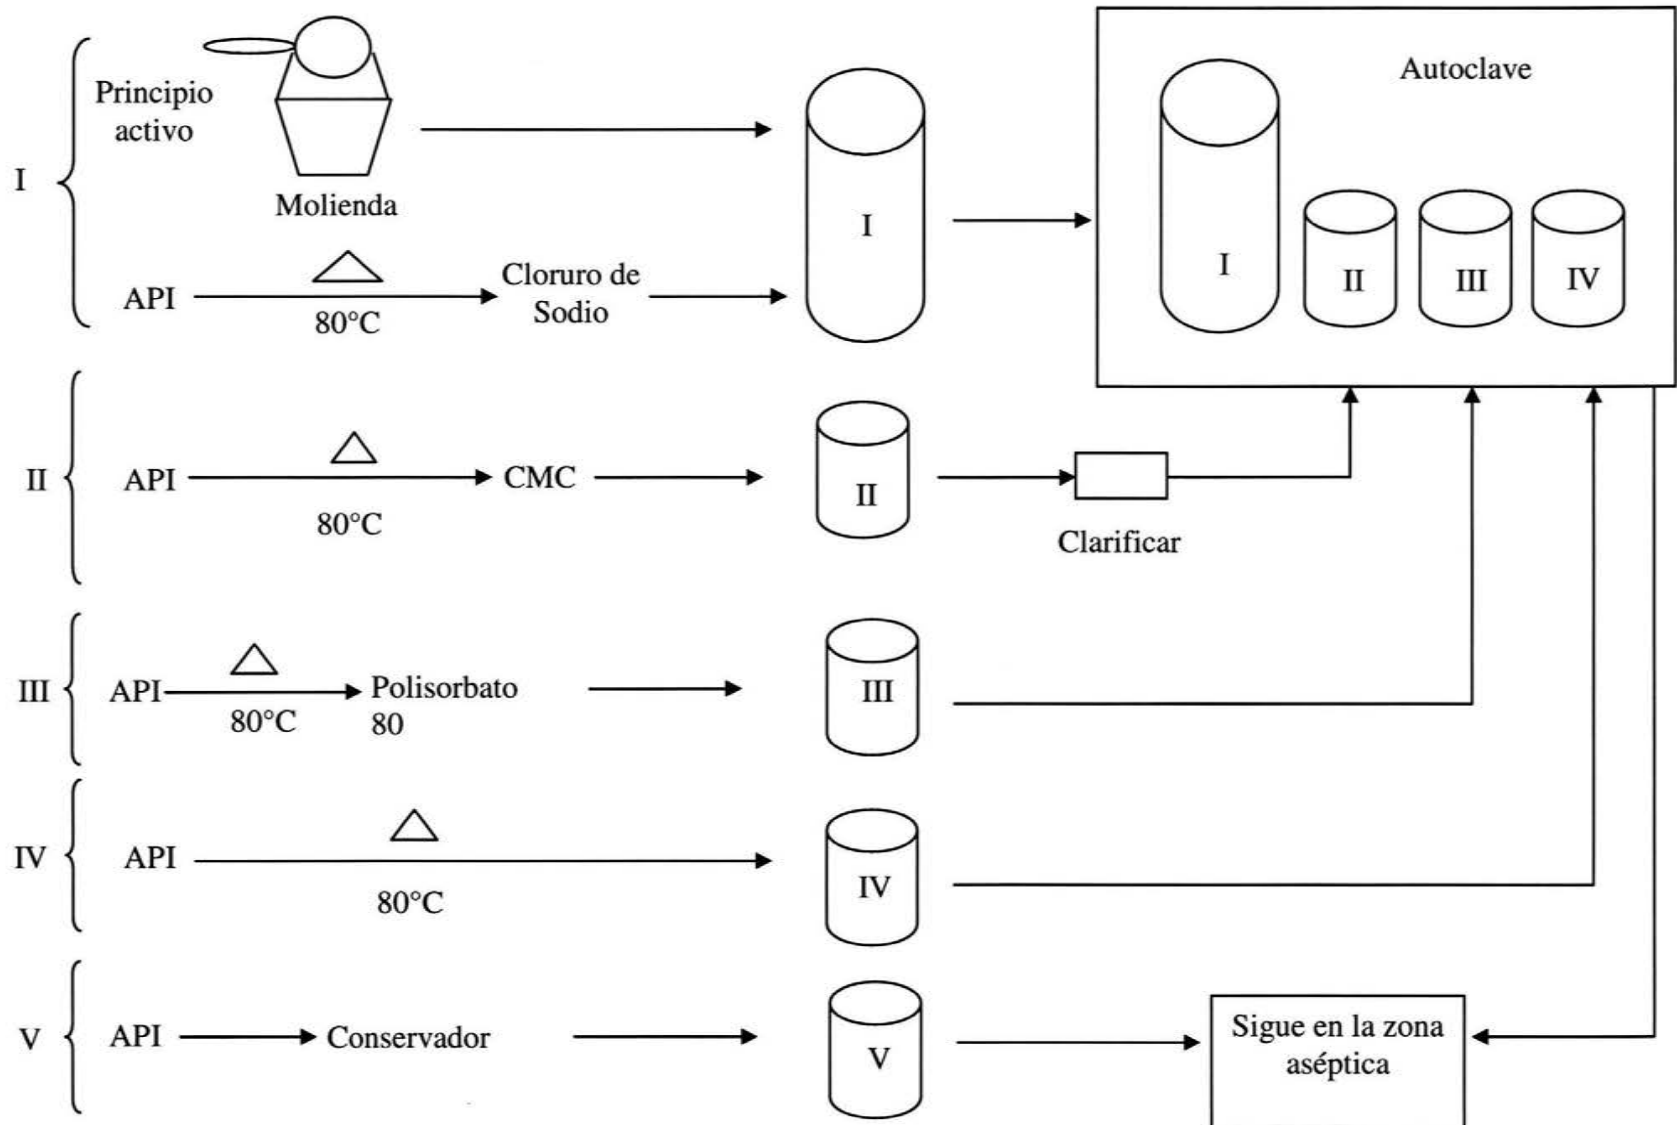 I
Principio
activo
Molienda
API
80°C
Cloruro de
Sodio
I
Autoclave
I
II
III
IV
II
API
80°C
CMC
II
Clarificar
III
API
80°C
Polisorbato
80
III
IV
API
80°C
IV
V
API
Conservador
V
Sigue en la zona
aséptica